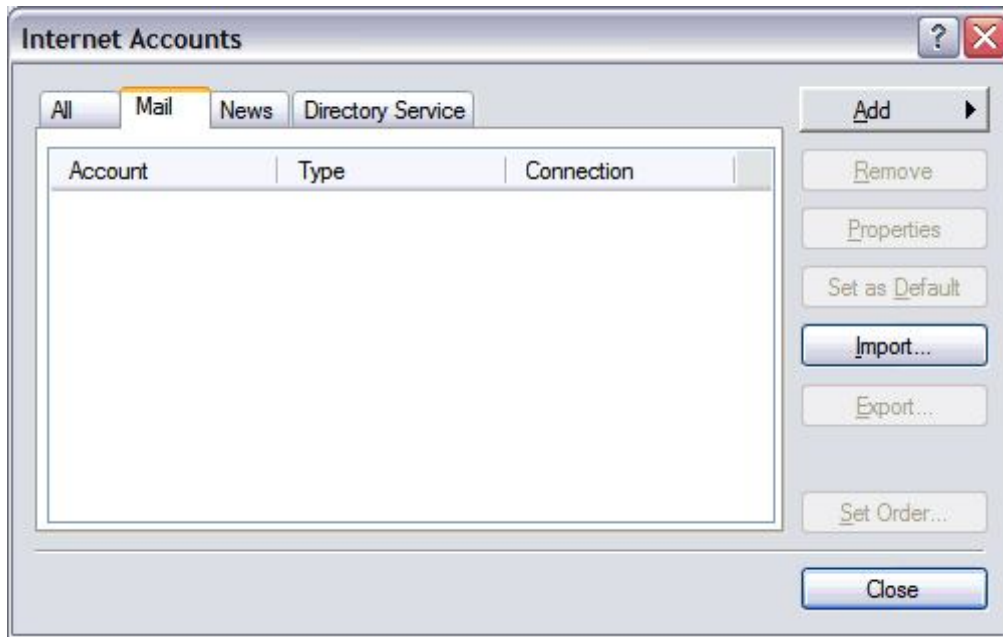 Internet Accounts
All Mail News Directory Service
Account Type Connection
Add
Remove
Properties
Set as Default
Import...
Export...
Set Order...
Close